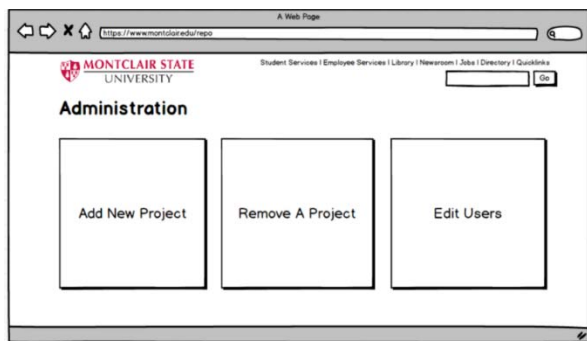 A Web Page
https://www.montclair.edu/repo
MONTCLAIR STATE
UNIVERSITY
Student Services | Employee Services | Library | Newsroom | Jobs | Directory | Quicklinks
Go
Administration
Add New Project
Remove A Project
Edit Users